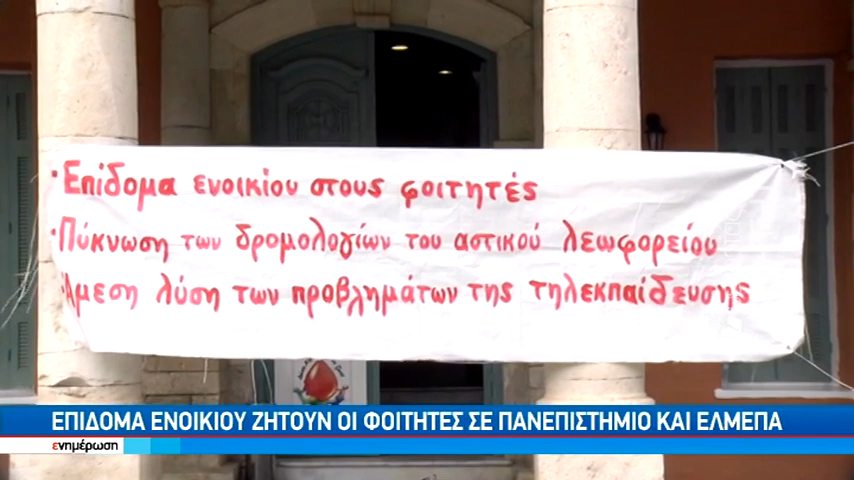 • Επίδομα ενοικίου στους φοιτητές
• Πύκνωση των δρομολογίων του αστικού λεωφορείου
• Άμεση λύση των προβλημάτων της τηλεκπαίδευσης
ΕΠΙΔΟΜΑ ΕΝΟΙΚΙΟΥ ΖΗΤΟΥΝ ΟΙ ΦΟΙΤΗΤΕΣ ΣΕ ΠΑΝΕΠΙΣΤΗΜΙΟ ΚΑΙ ΕΛΜΕΠΑ
ενημέρωση